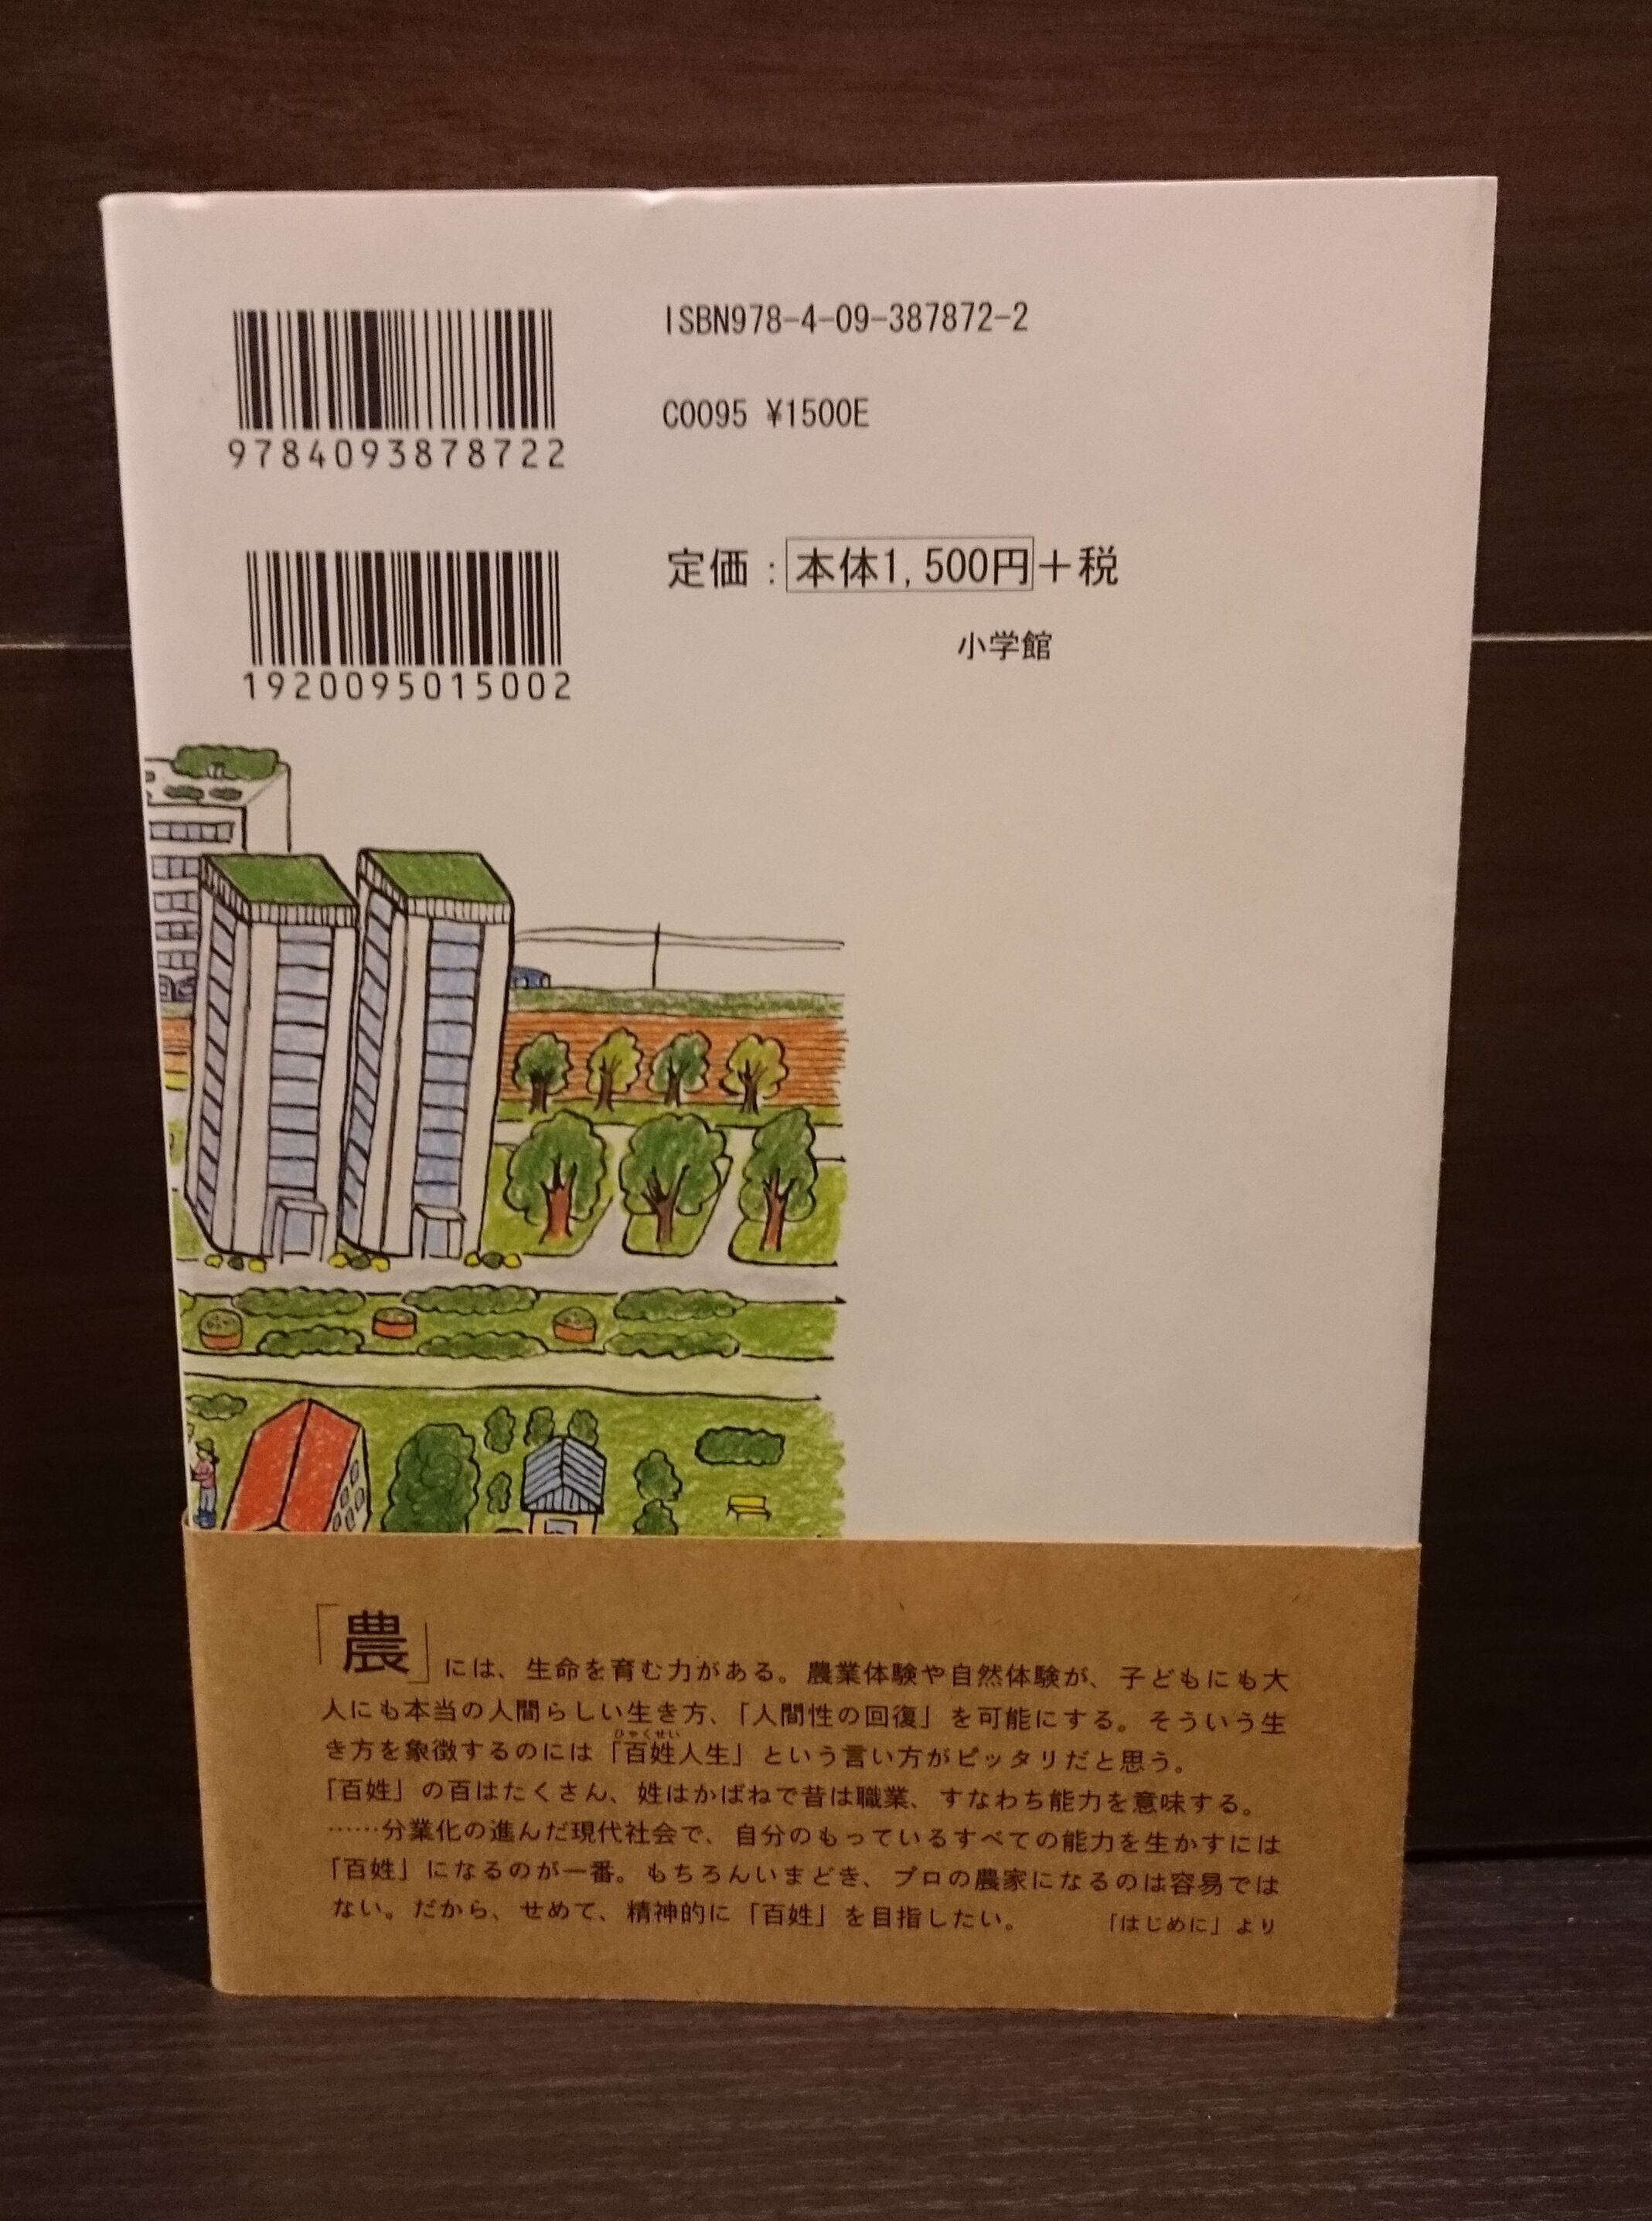 ISBN978-4-09-387872-2
9784093878722
C0095 ¥1500E
1920095015002
定価：本体1,500円＋税
小学館
「農」には、生命を育む力がある。農業体験や自然体験が、子どもにも大
人にも本当の人間らしい生き方、「人間性の回復」を可能にする。そういう生
ひゃくせい
き方を象徴するのには「百姓人生」という言い方がピッタリだと思う。
「百姓」の百はたくさん、姓はかばねで昔は職業、すなわち能力を意味する。
……分業化の進んだ現代社会で、自分のもっているすべての能力を生かすには
「百姓」になるのが一番。もちろんいまどき、プロの農家になるのは容易では
ない。だから、せめて、精神的に「百姓」を目指したい。　「はじめに」より